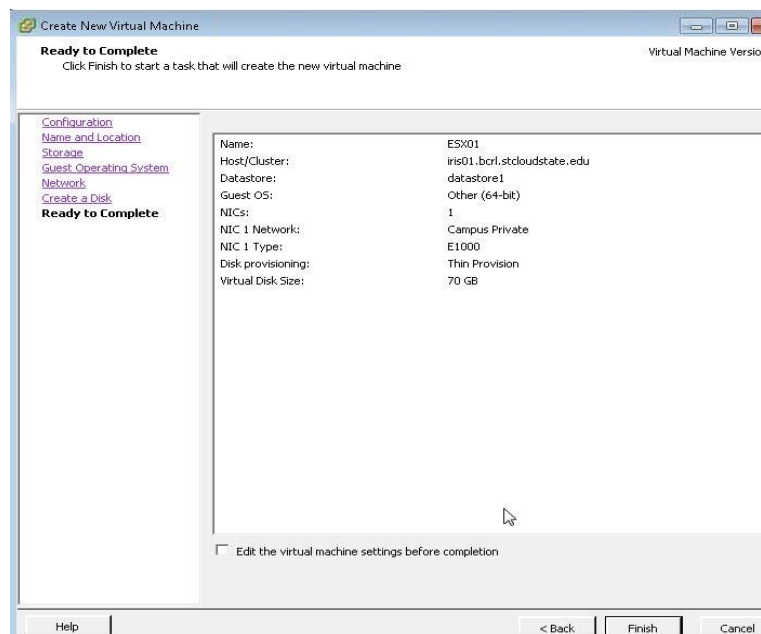 Create New Virtual Machine
Ready to Complete
Click Finish to start a task that will create the new virtual machine
Virtual Machine Versio
Configuration
Name and Location
Storage
Guest Operating System
Network
Create a Disk
Ready to Complete
Name: ESX01
Host/Cluster: iris01.bcrl.stcloudstate.edu
Datastore: datastore1
Guest OS: Other (64-bit)
NICs: 1
NIC 1 Network: Campus Private
NIC 1 Type: E1000
Disk provisioning: Thin Provision
Virtual Disk Size: 70 GB
Edit the virtual machine settings before completion
Help
< Back
Finish
Cancel